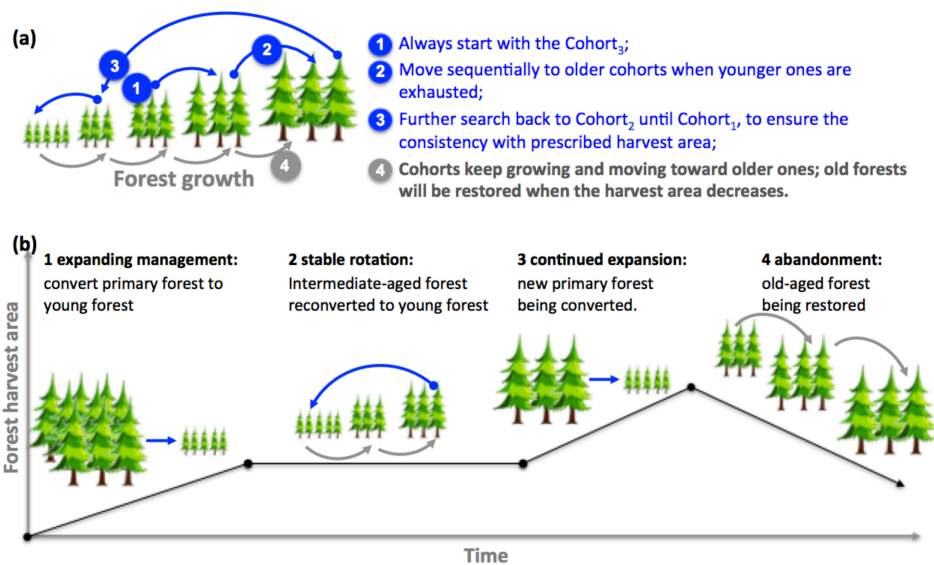 (a)
1 Always start with the Cohort₃;
2 Move sequentially to older cohorts when younger ones are
exhausted;
3 Further search back to Cohort₂ until Cohort₁, to ensure the
consistency with prescribed harvest area;
4 Cohorts keep growing and moving toward older ones; old forests
will be restored when the harvest area decreases.
2
3
1
4
Forest growth
(b)
1 expanding management:
convert primary forest to
young forest
2 stable rotation:
Intermediate-aged forest
reconverted to young forest
3 continued expansion:
new primary forest
being converted.
4 abandonment:
old-aged forest
being restored
Forest harvest area
Time